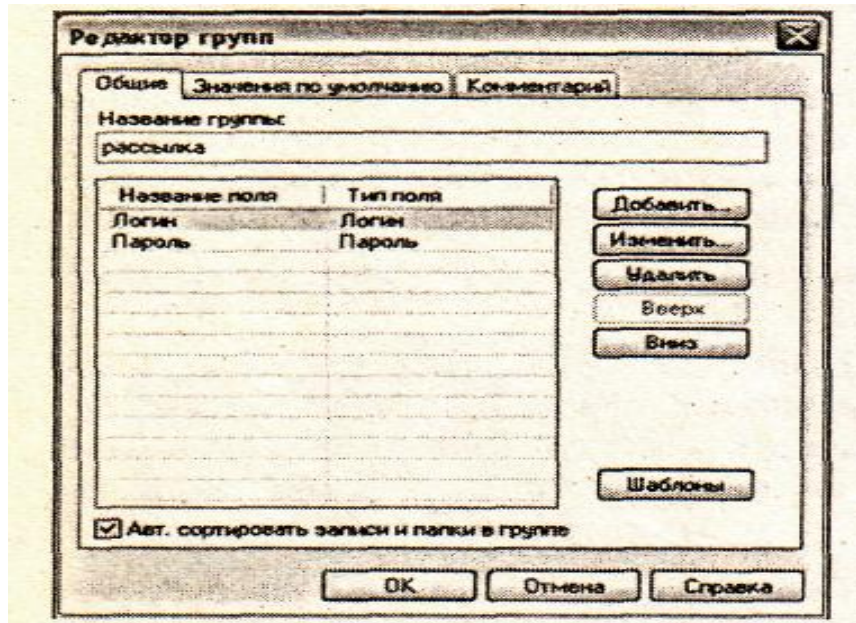 Редактор групп
Общие Значения по умолчанию Комментарий
Название группы:
рассылка
Название поля Тип поля
Логин Логин
Пароль Пароль
Добавить...
Изменить...
Удалить
Вверх
Вниз
Шаблоны
Авт. сортировать записи и папки в группе
OK Отмена Справка